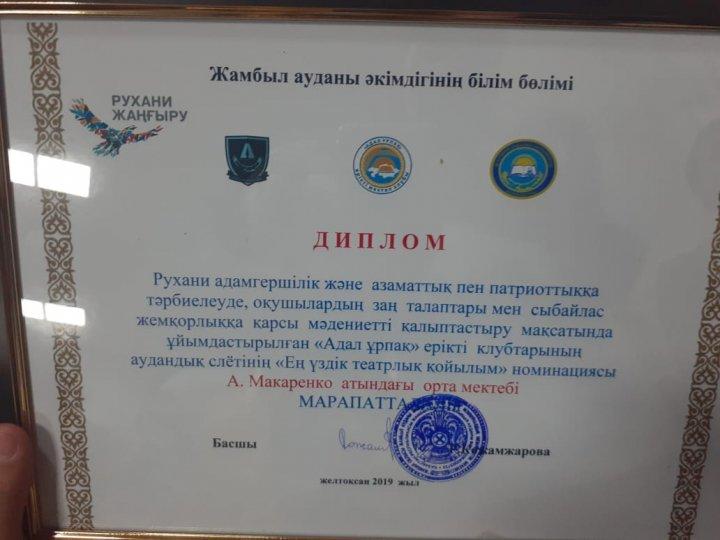 Жамбыл ауданы әкімдігінің білім бөлімі
РУХАНИ
ЖАҢҒЫРУ
ДИПЛОМ
Рухани адамгершілік және азаматтық пен патриоттыққа
тәрбиелеуде, оқушылардың заң талаптары мен сыбайлас
жемқорлыққа қарсы мәдениетті қалыптастыру мақсатында
ұйымдастырылған «Адал ұрпақ» ерікті клубтарының
аудандық слётінің «Ең үздік театрлық қойылым» номинациясы
А. Макаренко атындағы орта мектебі
Басшы Кожамжарова
желтоқсан 2019 жыл